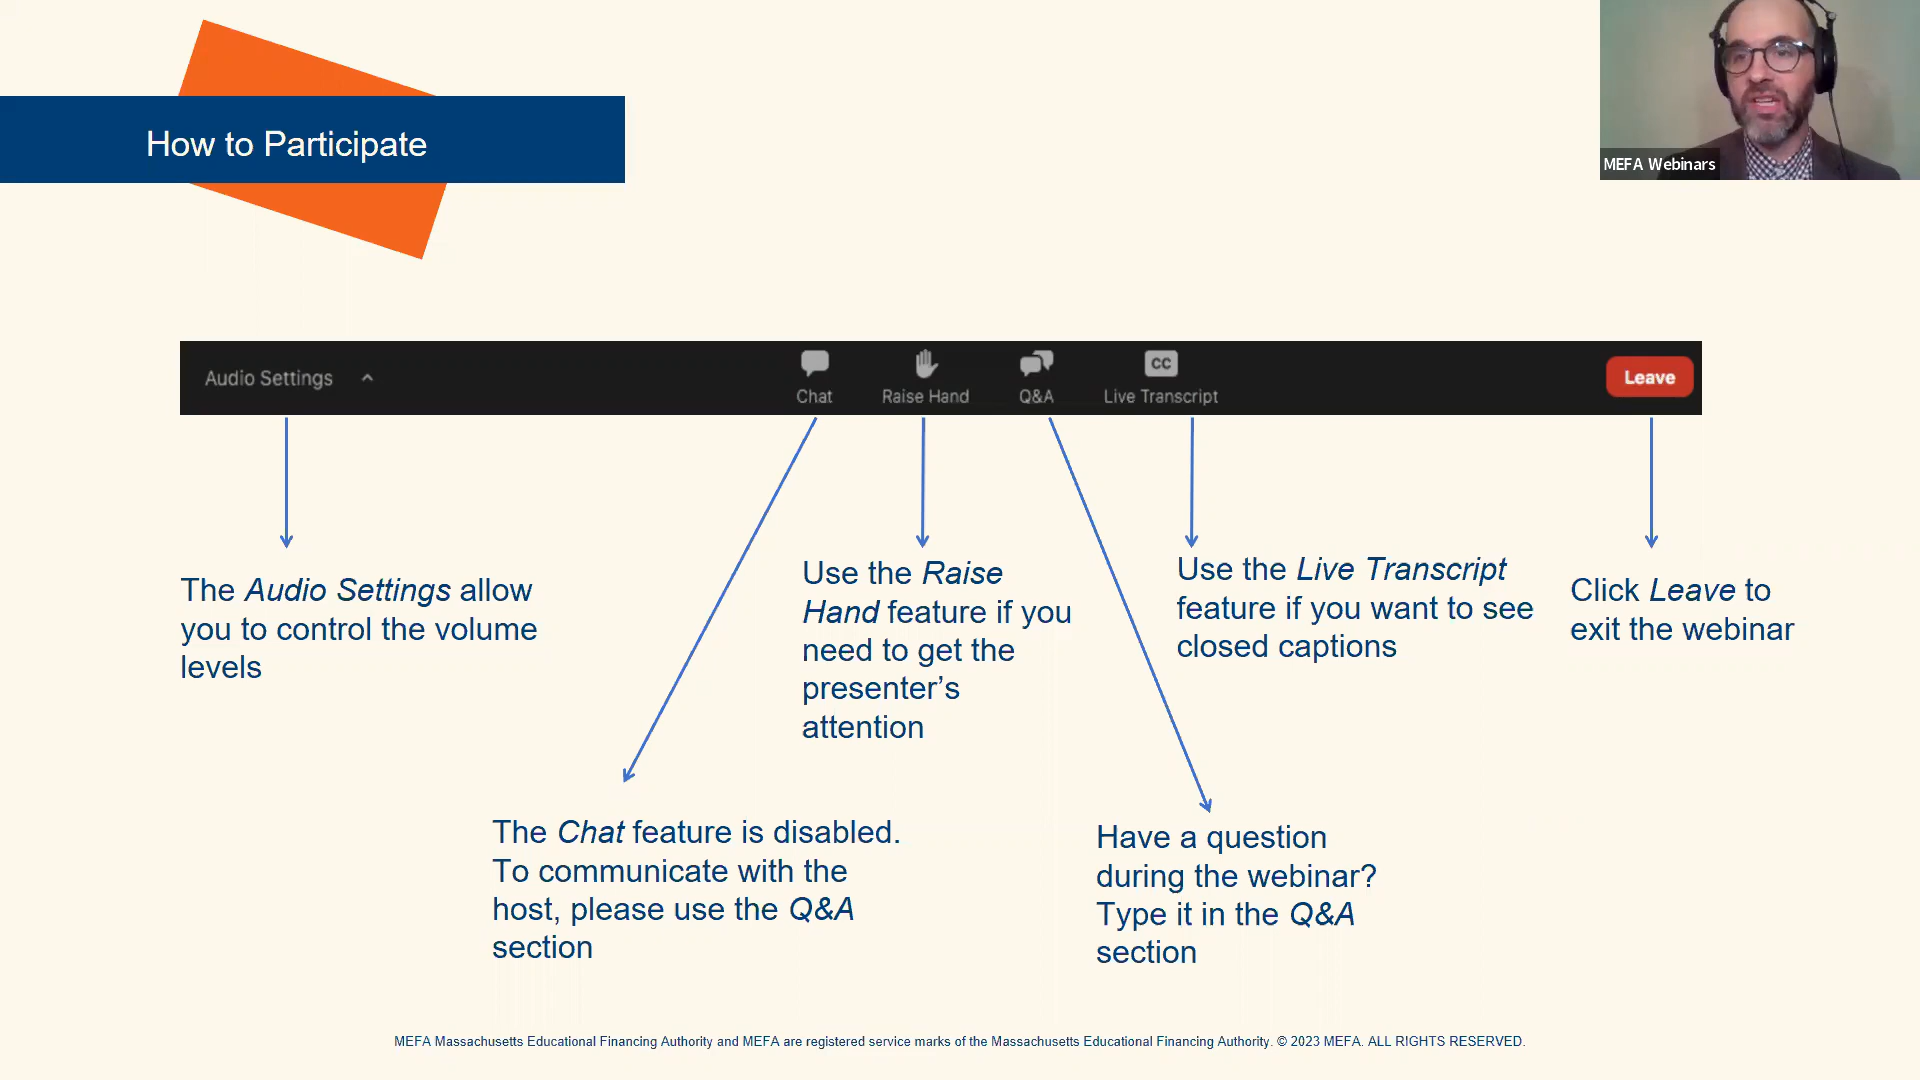 How to Participate
MEFA Webinars
Audio Settings
Chat
Raise Hand
Q&A
CC
Live Transcript
Leave
The Audio Settings allow
you to control the volume
levels
The Chat feature is disabled.
To communicate with the
host, please use the Q&A
section
Use the Raise
Hand feature if you
need to get the
presenter’s
attention
Have a question
during the webinar?
Type it in the Q&A
section
Use the Live Transcript
feature if you want to see
closed captions
Click Leave to
exit the webinar
MEFA Massachusetts Educational Financing Authority and MEFA are registered service marks of the Massachusetts Educational Financing Authority. © 2023 MEFA. ALL RIGHTS RESERVED.